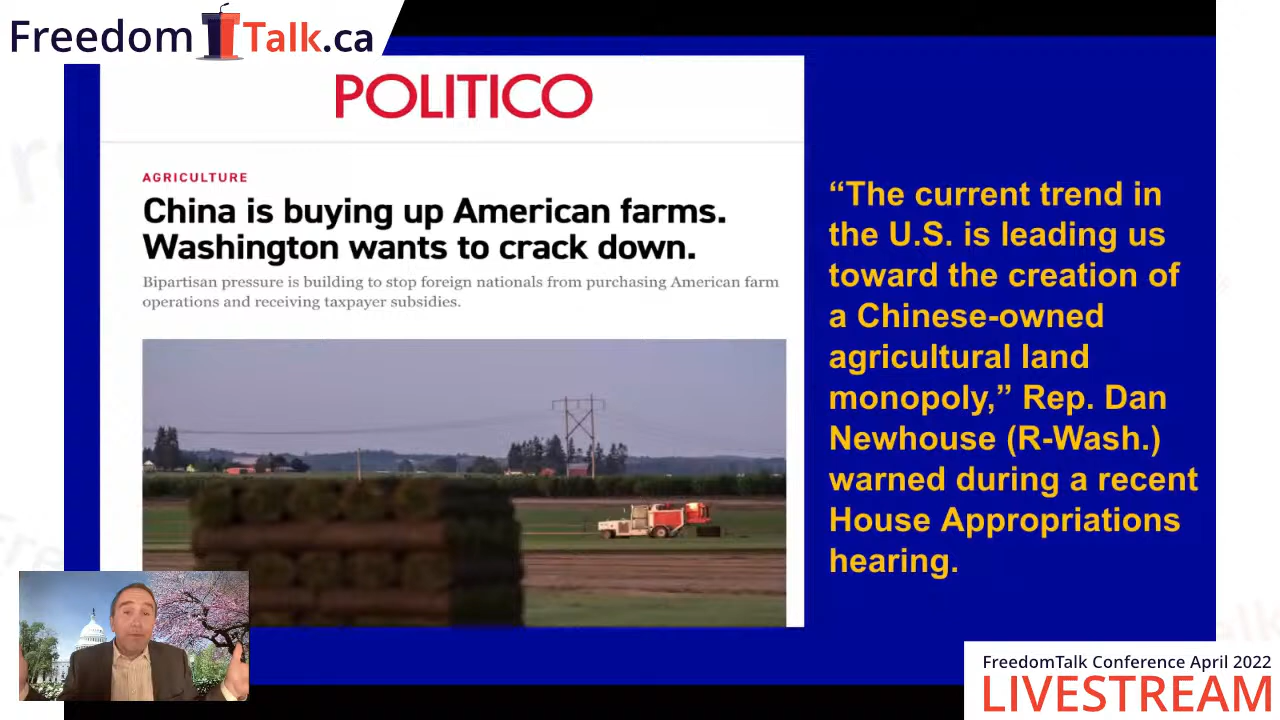 FreedomTalk.ca
POLITICO
AGRICULTURE
China is buying up American farms.
Washington wants to crack down.
Bipartisan pressure is building to stop foreign nationals from purchasing American farm
operations and receiving taxpayer subsidies.
“The current trend in
the U.S. is leading us
toward the creation of
a Chinese-owned
agricultural land
monopoly,” Rep. Dan
Newhouse (R-Wash.)
warned during a recent
House Appropriations
hearing.
FreedomTalk Conference April 2022
LIVESTREAM